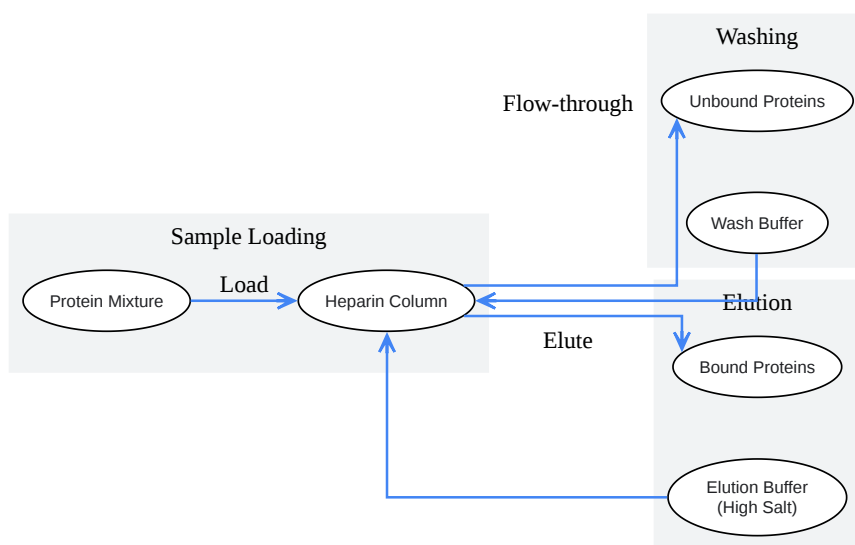 Washing
Unbound Proteins
Flow-through
Wash Buffer
Sample Loading
Load
Protein Mixture
Heparin Column
Elution
Elute
Bound Proteins
Elution Buffer
(High Salt)